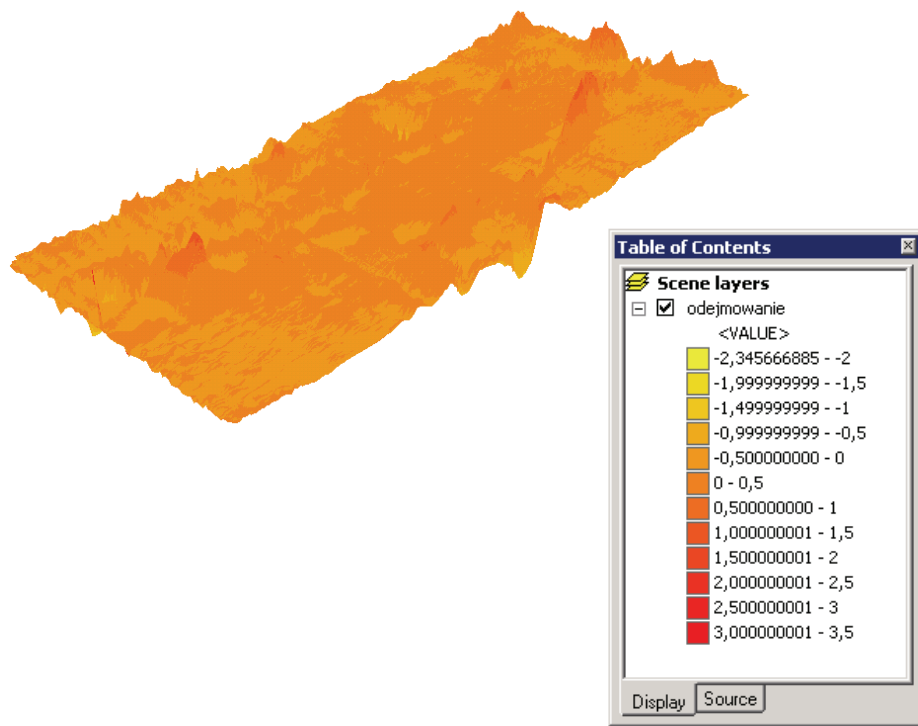 Table of Contents
Scene layers
odejmowanie
<VALUE>
-2,345666885 - -2
-1,999999999 - -1,5
-1,499999999 - -1
-0,999999999 - -0,5
-0,500000000 - 0
0 - 0,5
0,500000000 - 1
1,000000001 - 1,5
1,500000001 - 2
2,000000001 - 2,5
2,500000001 - 3
3,000000001 - 3,5
Display Source